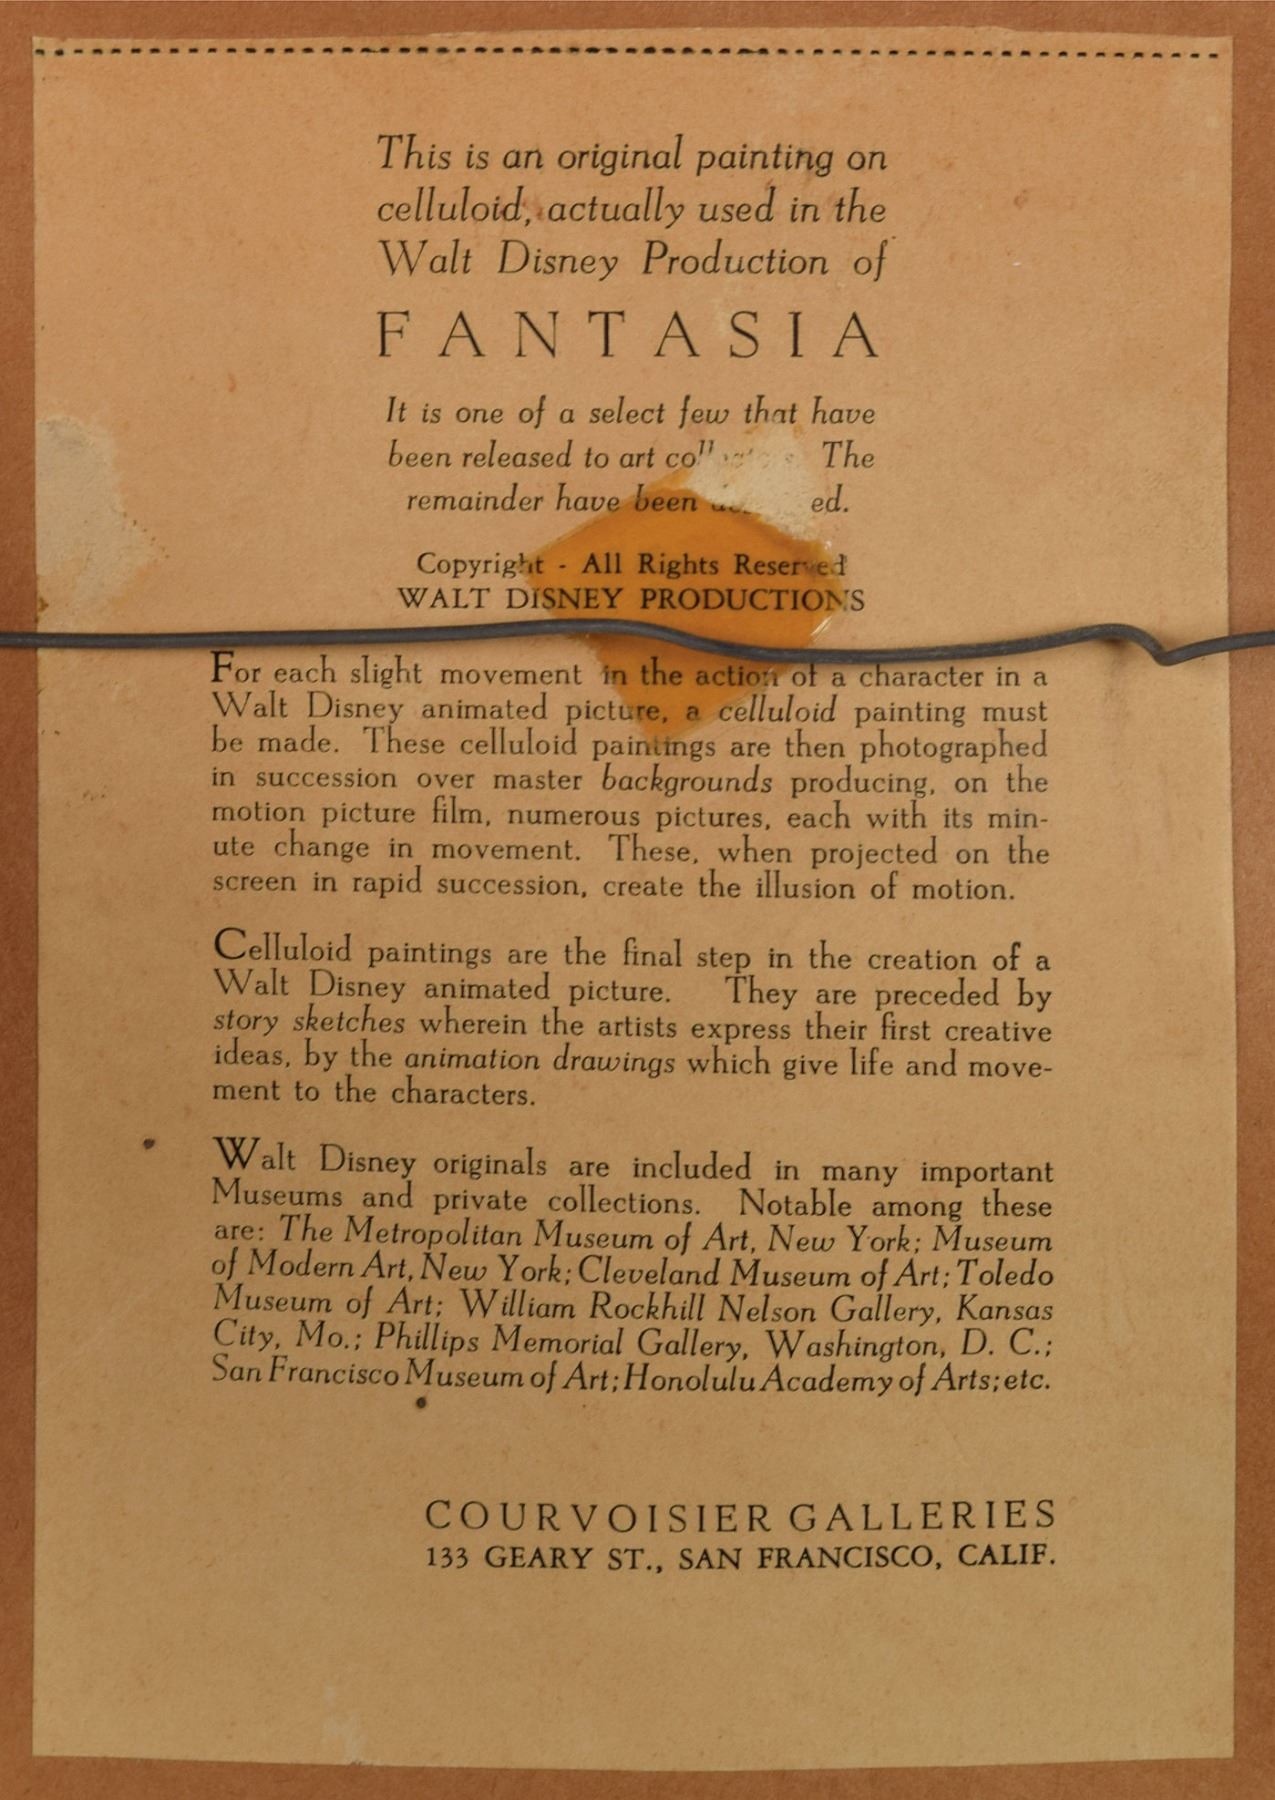 This is an original painting on
celluloid, actually used in the
Walt Disney Production of
FANTASIA
It is one of a select few that have
been released to art The
remainder have been
Copyright - All Rights Reserved
WALT DISNEY PRODUCTIONS
For each slight movement in the action of a character in a
Walt Disney animated picture, a celluloid painting must
be made. These celluloid paintings are then photographed
in succession over master backgrounds producing, on the
motion picture film, numerous pictures, each with its min-
ute change in movement. These, when projected on the
screen in rapid succession, create the illusion of motion.
Celluloid paintings are the final step in the creation of a
Walt Disney animated picture. They are preceded by
story sketches wherein the artists express their first creative
ideas, by the animation drawings which give life and move-
ment to the characters.
Walt Disney originals are included in many important
Museums and private collections. Notable among these
are: The Metropolitan Museum of Art, New York; Museum
of Modern Art, New York; Cleveland Museum of Art; Toledo
Museum of Art; William Rockhill Nelson Gallery, Kansas
City, Mo.; Phillips Memorial Gallery, Washington, D. C.;
San Francisco Museum of Art; Honolulu Academy of Arts; etc.
COURVOISIER GALLERIES
133 GEARY ST., SAN FRANCISCO, CALIF.